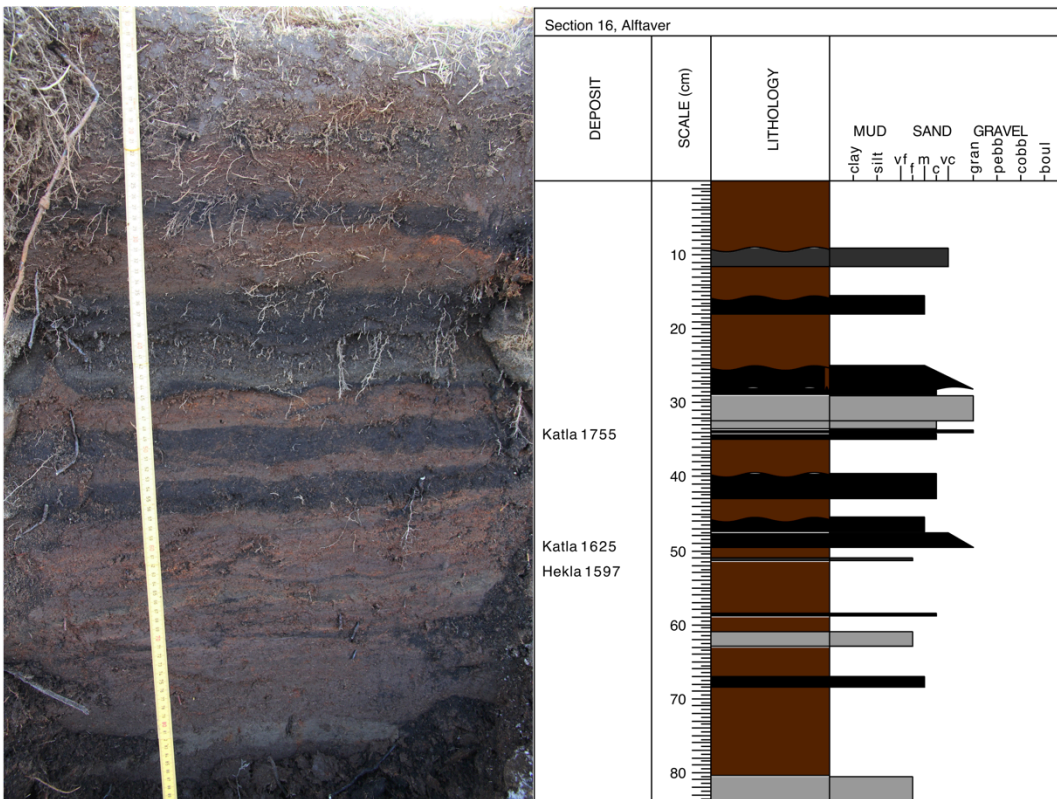 Section 16, Alftaver
DEPOSIT
SCALE (cm)
LITHOLOGY
MUD SAND GRAVEL
clay silt vf f m c vc gran pebb cobb boul
10
20
30
Katla 1755
40
Katla 1625
50
Hekla 1597
60
70
80